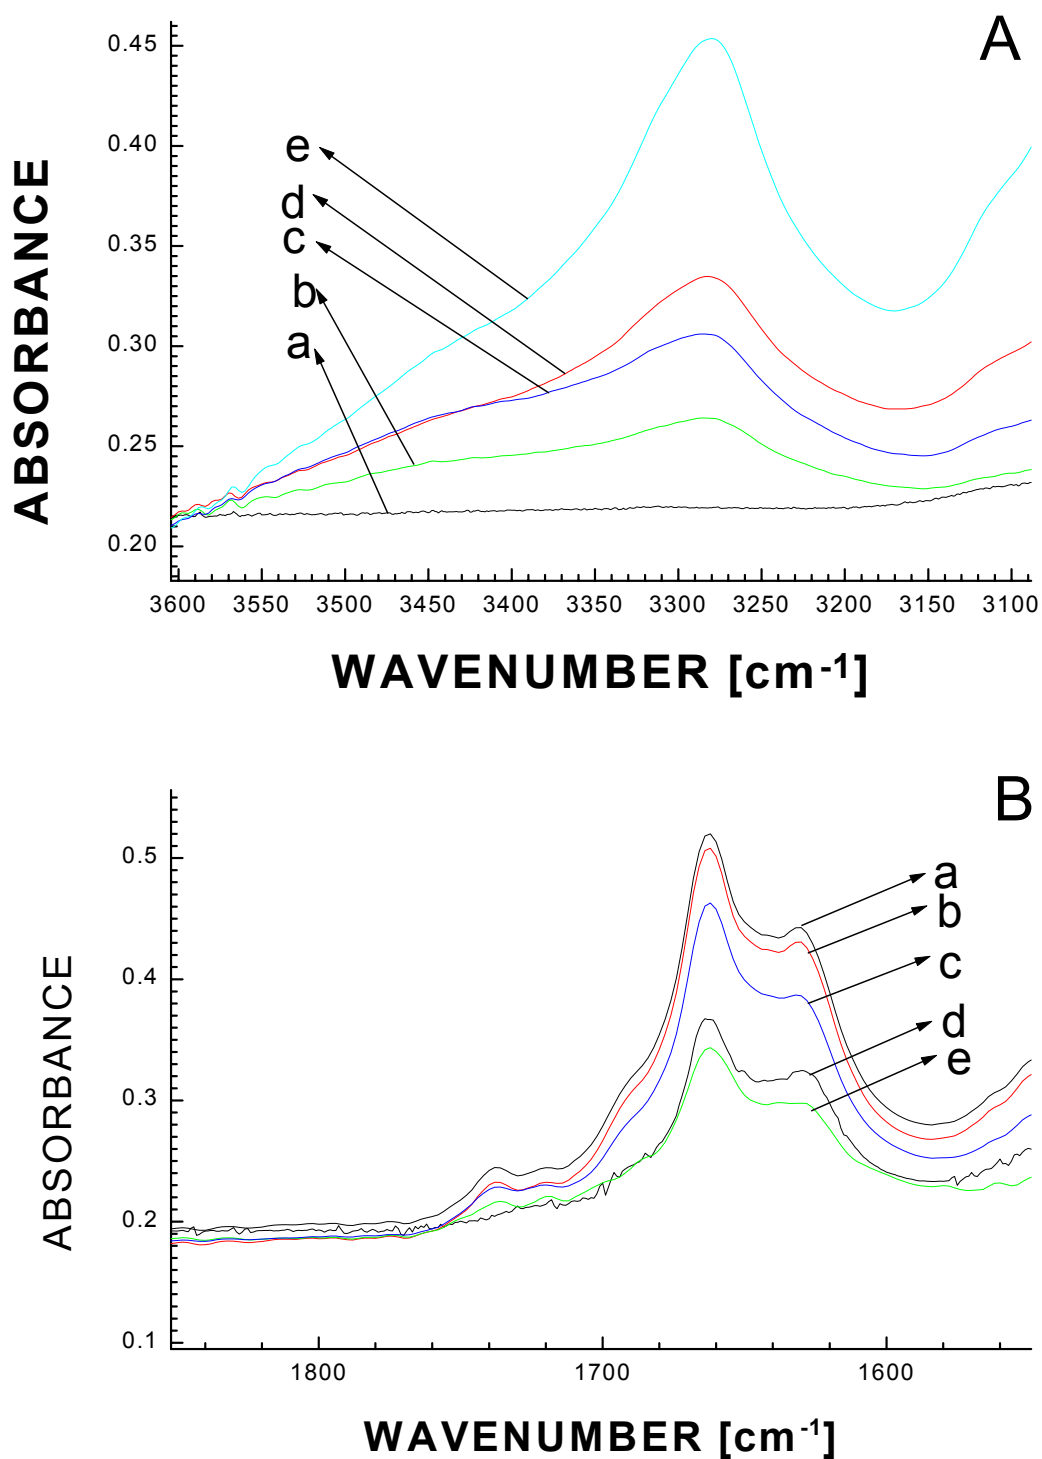 A
0.45
0.40
0.35
0.30
0.25
0.20
ABSORBANCE
e
d
c
b
a
3600 3550 3500 3450 3400 3350 3300 3250 3200 3150 3100
WAVENUMBER [cm-1]
B
0.5
0.4
0.3
0.2
0.1
ABSORBANCE
a
b
c
d
e
1800 1700 1600
WAVENUMBER [cm-1]